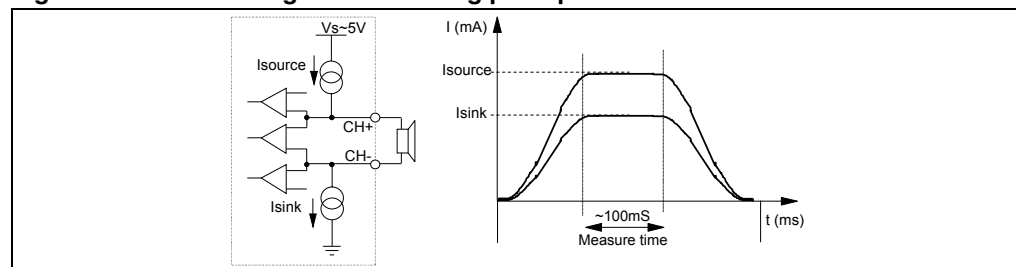 Vs~5V
Isource
CH+
CH-
Isink
I (mA)
Isource
Isink
~100mS
Measure time
t (ms)